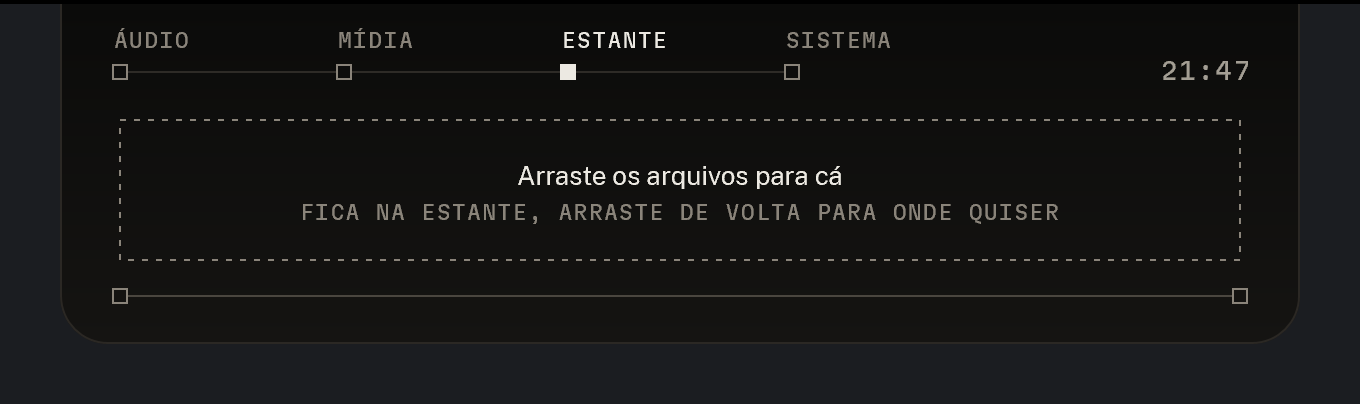 ÁUDIO MÍDIA ESTANTE SISTEMA
21:47
Arraste os arquivos para cá
FICA NA ESTANTE, ARRASTE DE VOLTA PARA ONDE QUISER